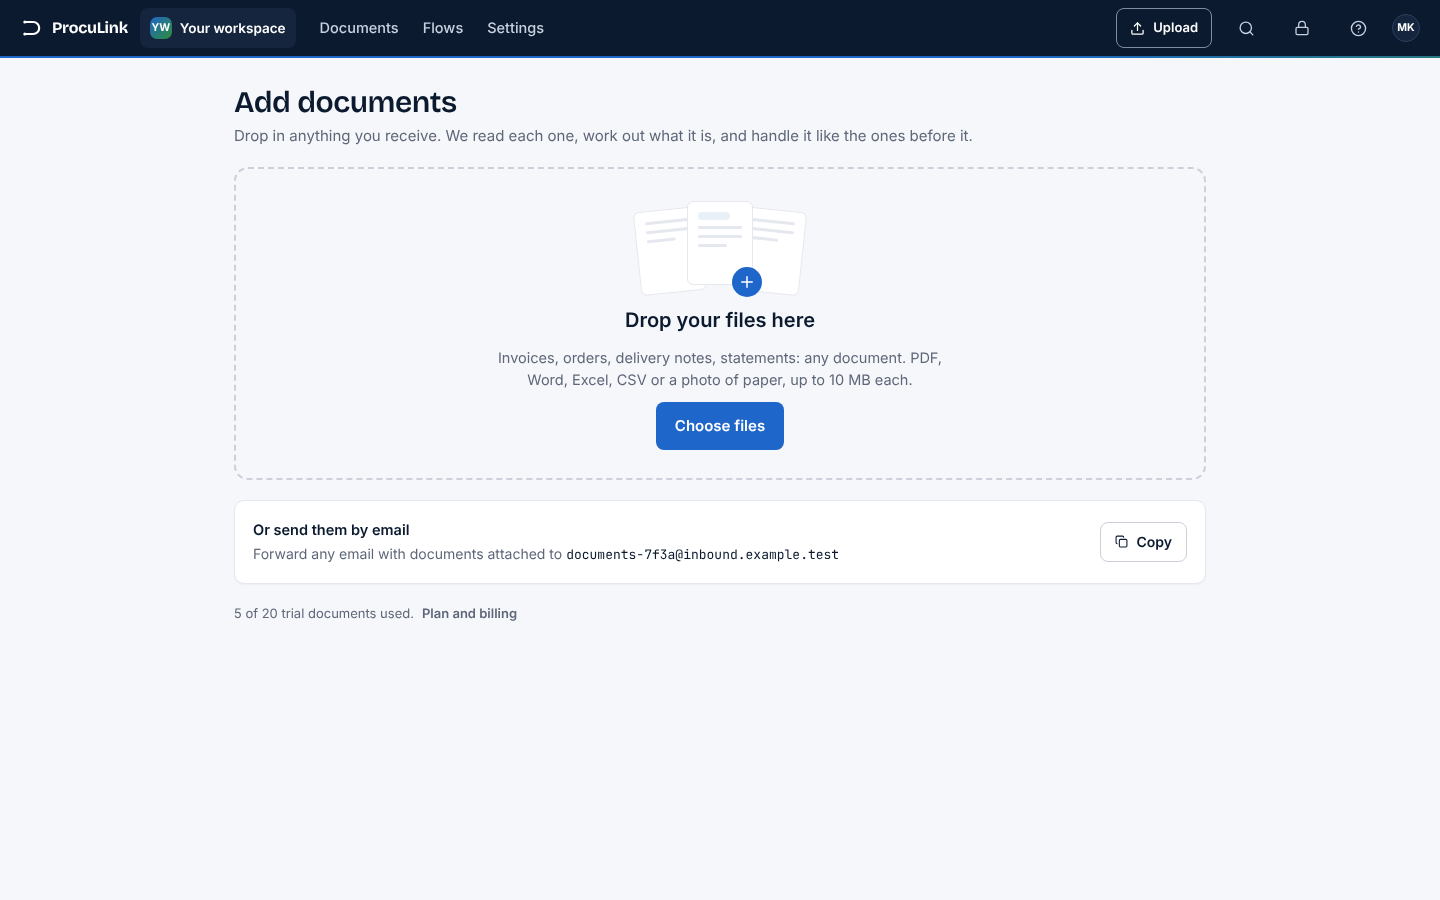 ProcuLink
YW Your workspace
Documents
Flows
Settings
Upload
MK
Add documents
Drop in anything you receive. We read each one, work out what it is, and handle it like the ones before it.
Drop your files here
Invoices, orders, delivery notes, statements: any document. PDF,
Word, Excel, CSV or a photo of paper, up to 10 MB each.
Choose files
Or send them by email
Forward any email with documents attached to documents-7f3a@inbound.example.test
Copy
5 of 20 trial documents used. Plan and billing